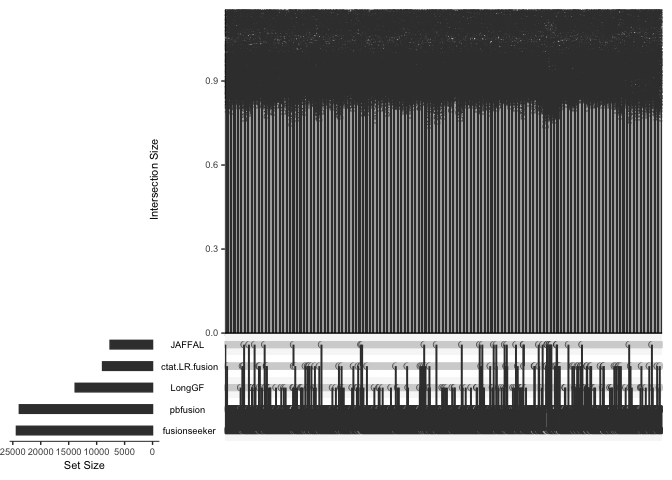 Intersection Size
0.9
0.6
0.3
0.0
JAFFAL
ctat.LR.fusion
LongGF
pbfusion
fusionseeker
25000 20000 15000 10000 5000 0
Set Size